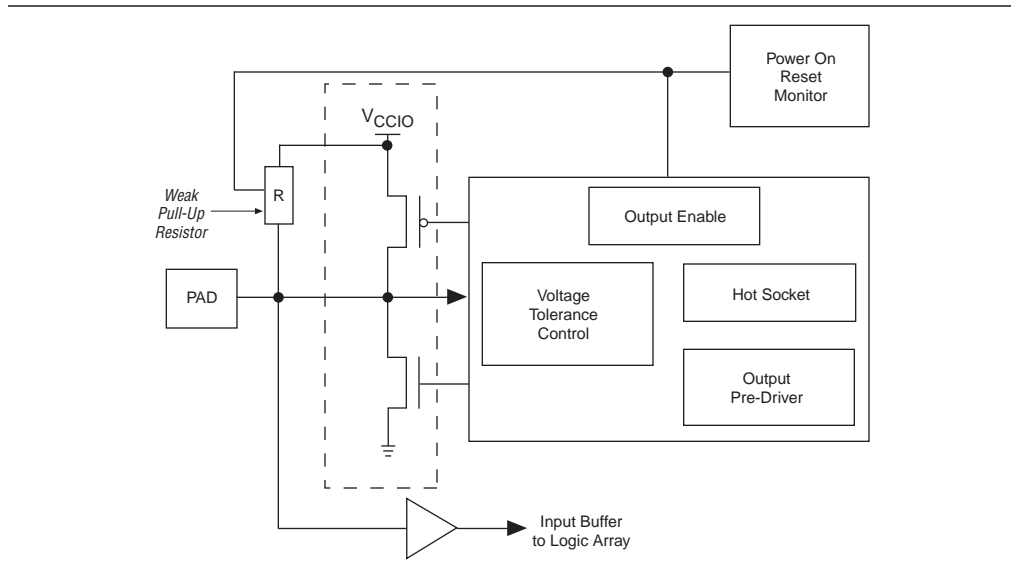 Power On
Reset
Monitor
VCCIO
R
Weak
Pull-Up
Resistor
Output Enable
PAD
Voltage
Tolerance
Control
Hot Socket
Output
Pre-Driver
Input Buffer
to Logic Array